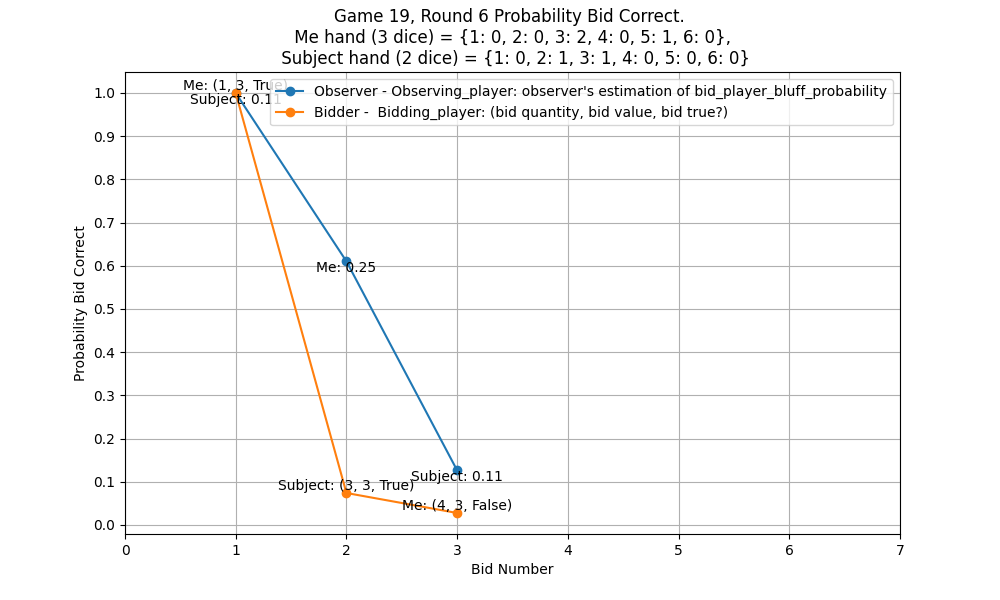 Game 19, Round 6 Probability Bid Correct.
Me hand (3 dice) = {1: 0, 2: 0, 3: 2, 4: 0, 5: 1, 6: 0},
Subject hand (2 dice) = {1: 0, 2: 1, 3: 1, 4: 0, 5: 0, 6: 0}
Me: (1, 3, True)
Subject: 0.11
Observer - Observing_player: observer's estimation of bid_player_bluff_probability
Bidder -  Bidding_player: (bid quantity, bid value, bid true?)
Me: 0.25
Subject: 0.11
Subject: (3, 3, True)
Me: (4, 3, False)
Probability Bid Correct
1.0
0.9
0.8
0.7
0.6
0.5
0.4
0.3
0.2
0.1
0.0
0 1 2 3 4 5 6 7
Bid Number